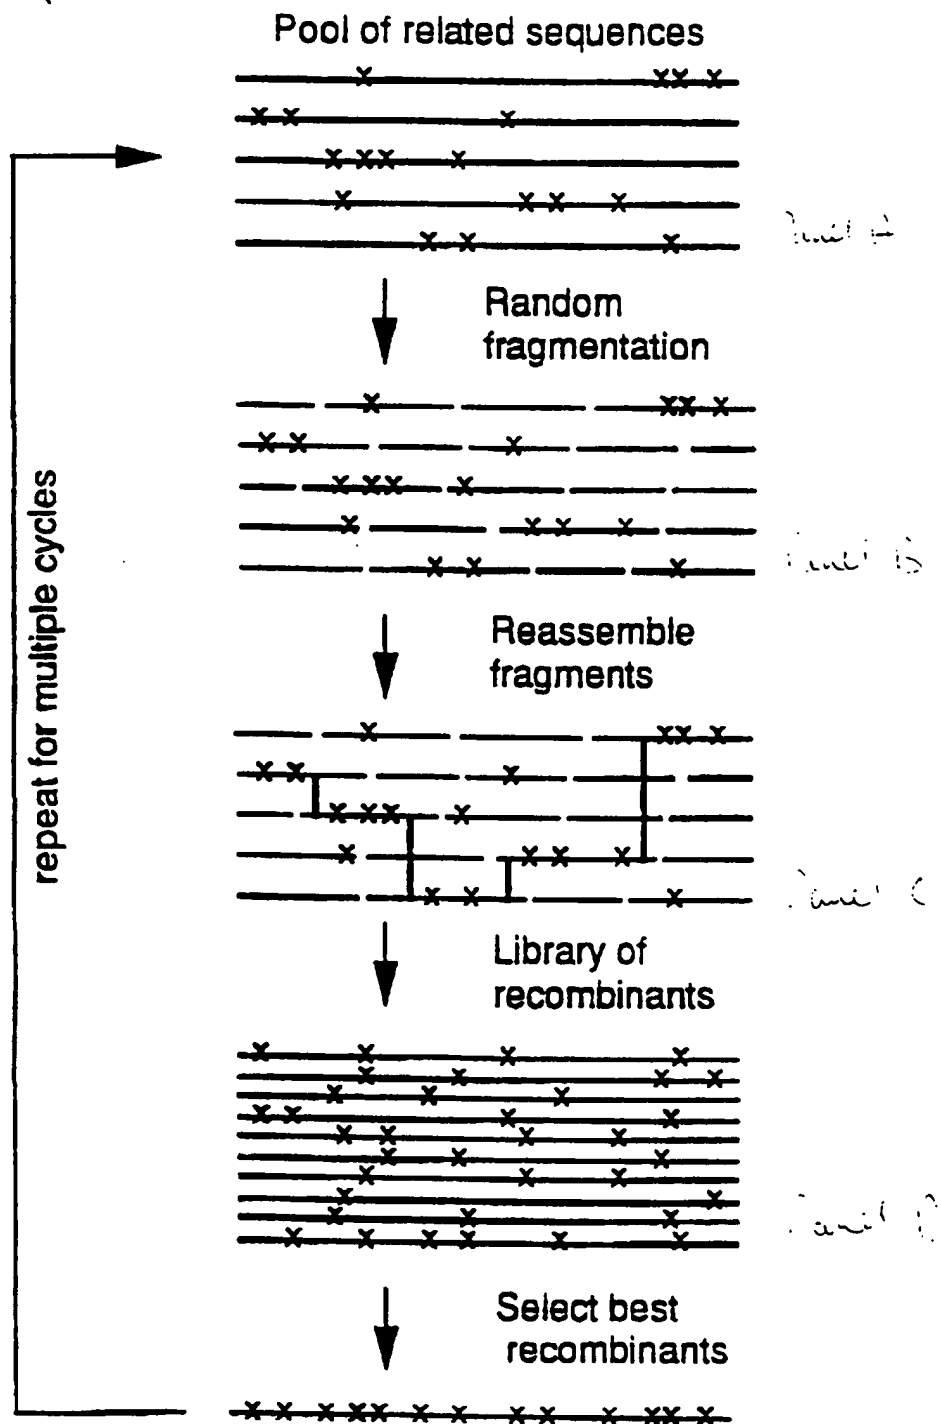 Pool of related sequences
Random
fragmentation
Reassemble
fragments
repeat for multiple cycles
Library of
recombinants
Select best
recombinants